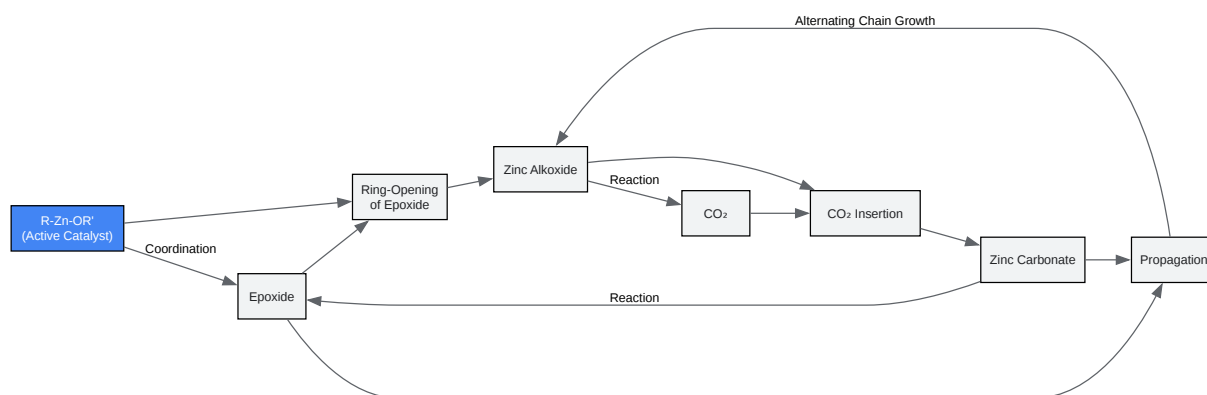 Alternating Chain Growth
Zinc Alkoxide
Reaction
Ring-Opening
of Epoxide
CO₂
CO₂ Insertion
R-Zn-OR'
(Active Catalyst)
Coordination
Zinc Carbonate
Propagation
Epoxide
Reaction